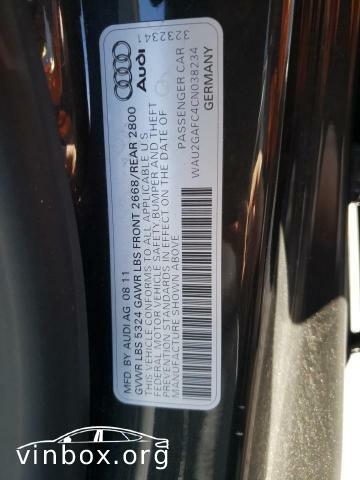 32332341
Audi
MFD. BY AUDI AG 08 11
GVWR LBS 5324 GAWR LBS FRONT 2668/REAR 2800
THIS VEHICLE CONFORMS TO ALL APPLICABLE U S
FEDERAL MOTOR VEHICLE SAFETY BUMPER AND THEFT
PREVENTION STANDARDS IN EFFECT ON THE DATE OF
MANUFACTURE SHOWN ABOVE
PASSENGER CAR
WAU2GAFC4CN038234
GERMANY
vinbox.org